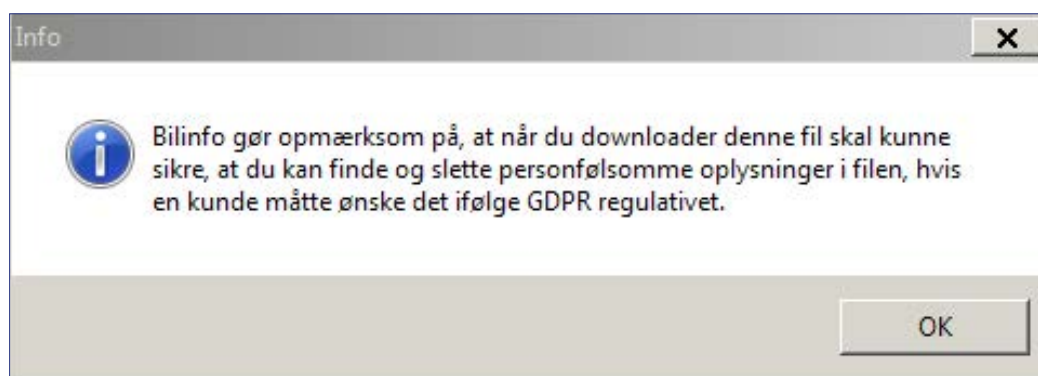 Info
Bilinfo gør opmærksom på, at når du downloader denne fil skal kunne
sikre, at du kan finde og slette personfølsomme oplysninger i filen, hvis
en kunde måtte ønske det ifølge GDPR regulativet.
OK